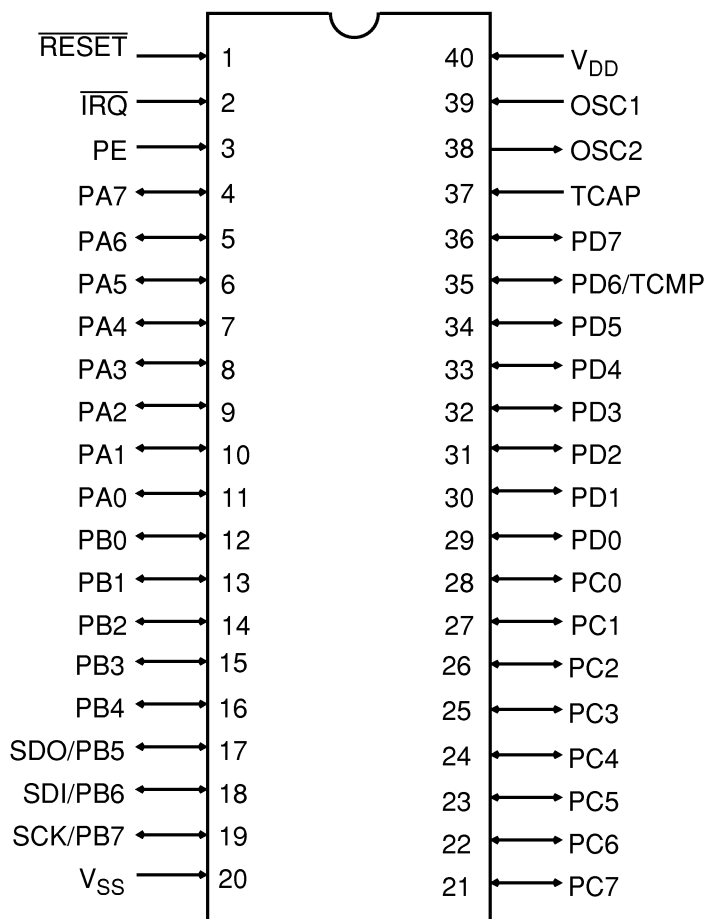 RESET 1 40 VDD
IRQ 2 39 OSC1
PE 3 38 OSC2
PA7 4 37 TCAP
PA6 5 36 PD7
PA5 6 35 PD6/TCMP
PA4 7 34 PD5
PA3 8 33 PD4
PA2 9 32 PD3
PA1 10 31 PD2
PA0 11 30 PD1
PB0 12 29 PD0
PB1 13 28 PC0
PB2 14 27 PC1
PB3 15 26 PC2
PB4 16 25 PC3
SDO/PB5 17 24 PC4
SDI/PB6 18 23 PC5
SCK/PB7 19 22 PC6
VSS 20 21 PC7